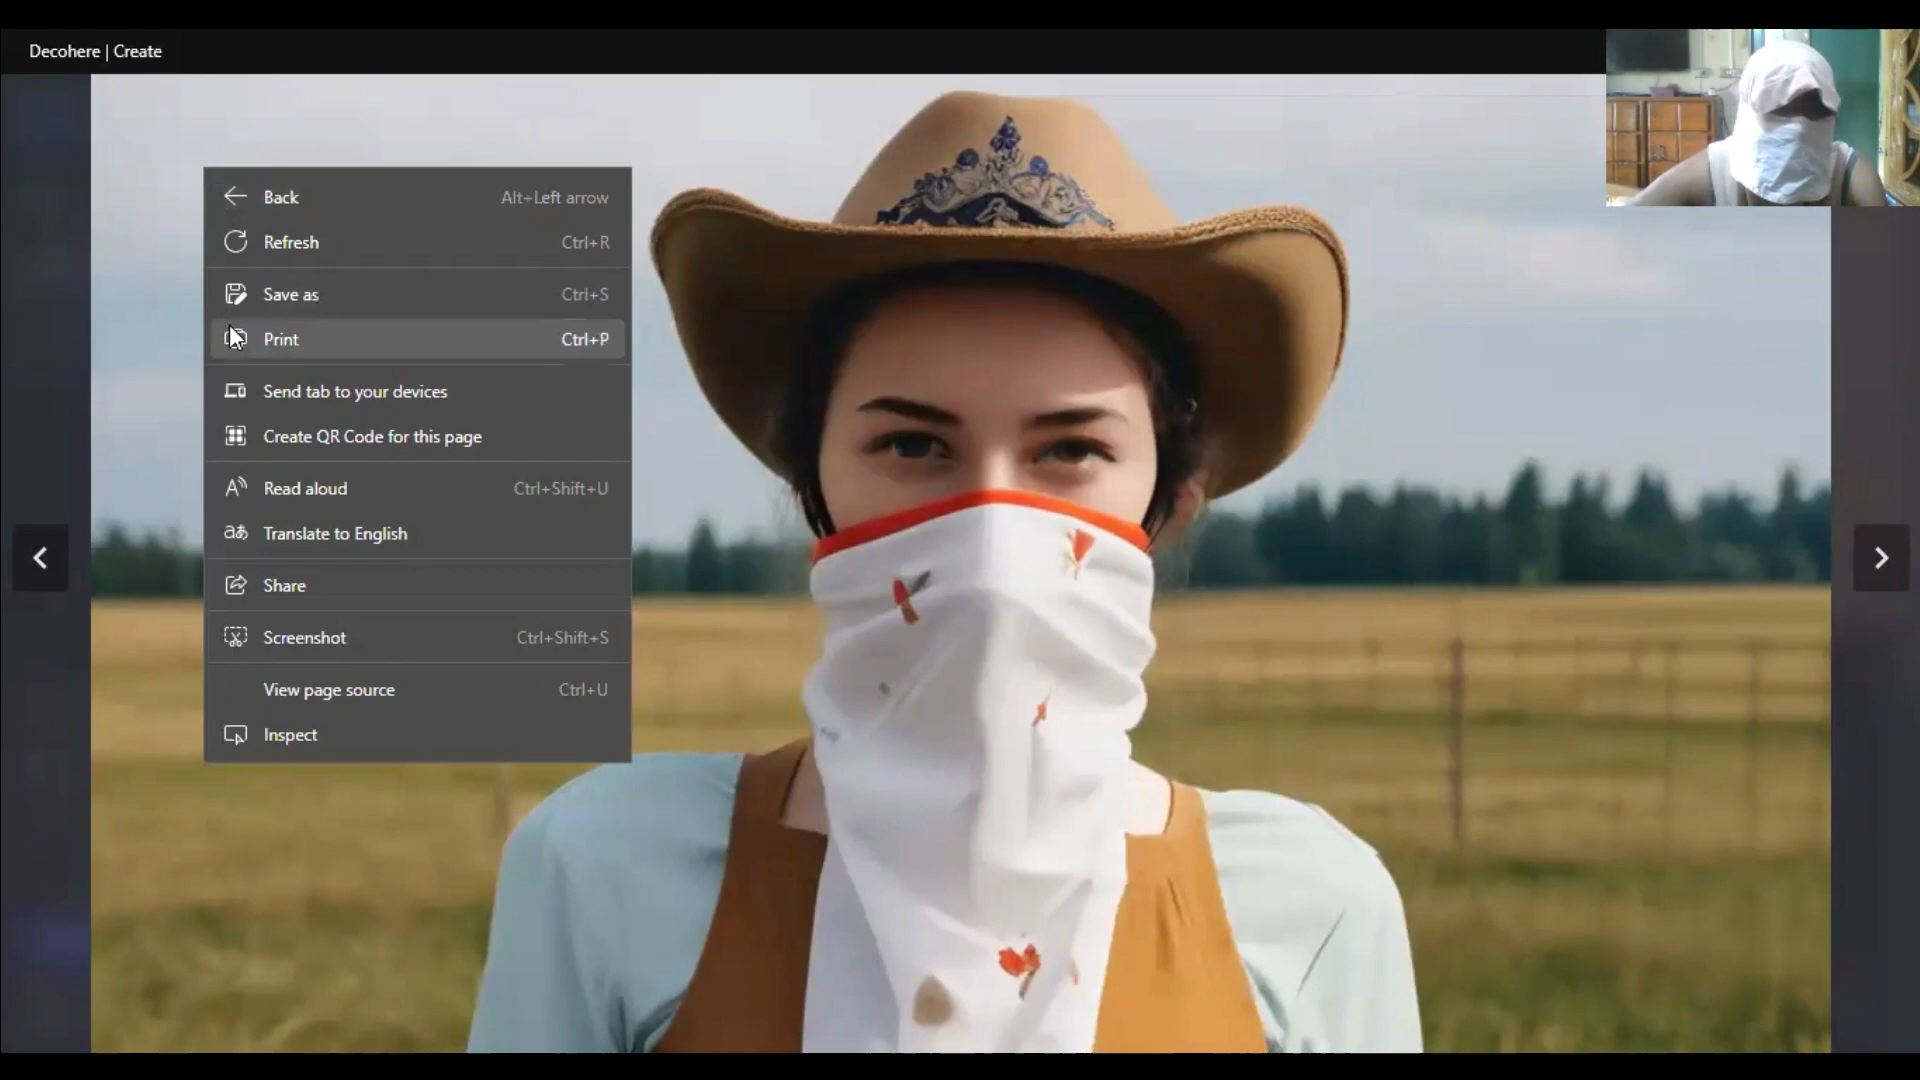 Decohere | Create
Back Alt+Left arrow
Refresh Ctrl+R
Save as Ctrl+S
Print Ctrl+P
Send tab to your devices
Create QR Code for this page
Read aloud Ctrl+Shift+U
Translate to English
Share
Screenshot Ctrl+Shift+S
View page source Ctrl+U
Inspect